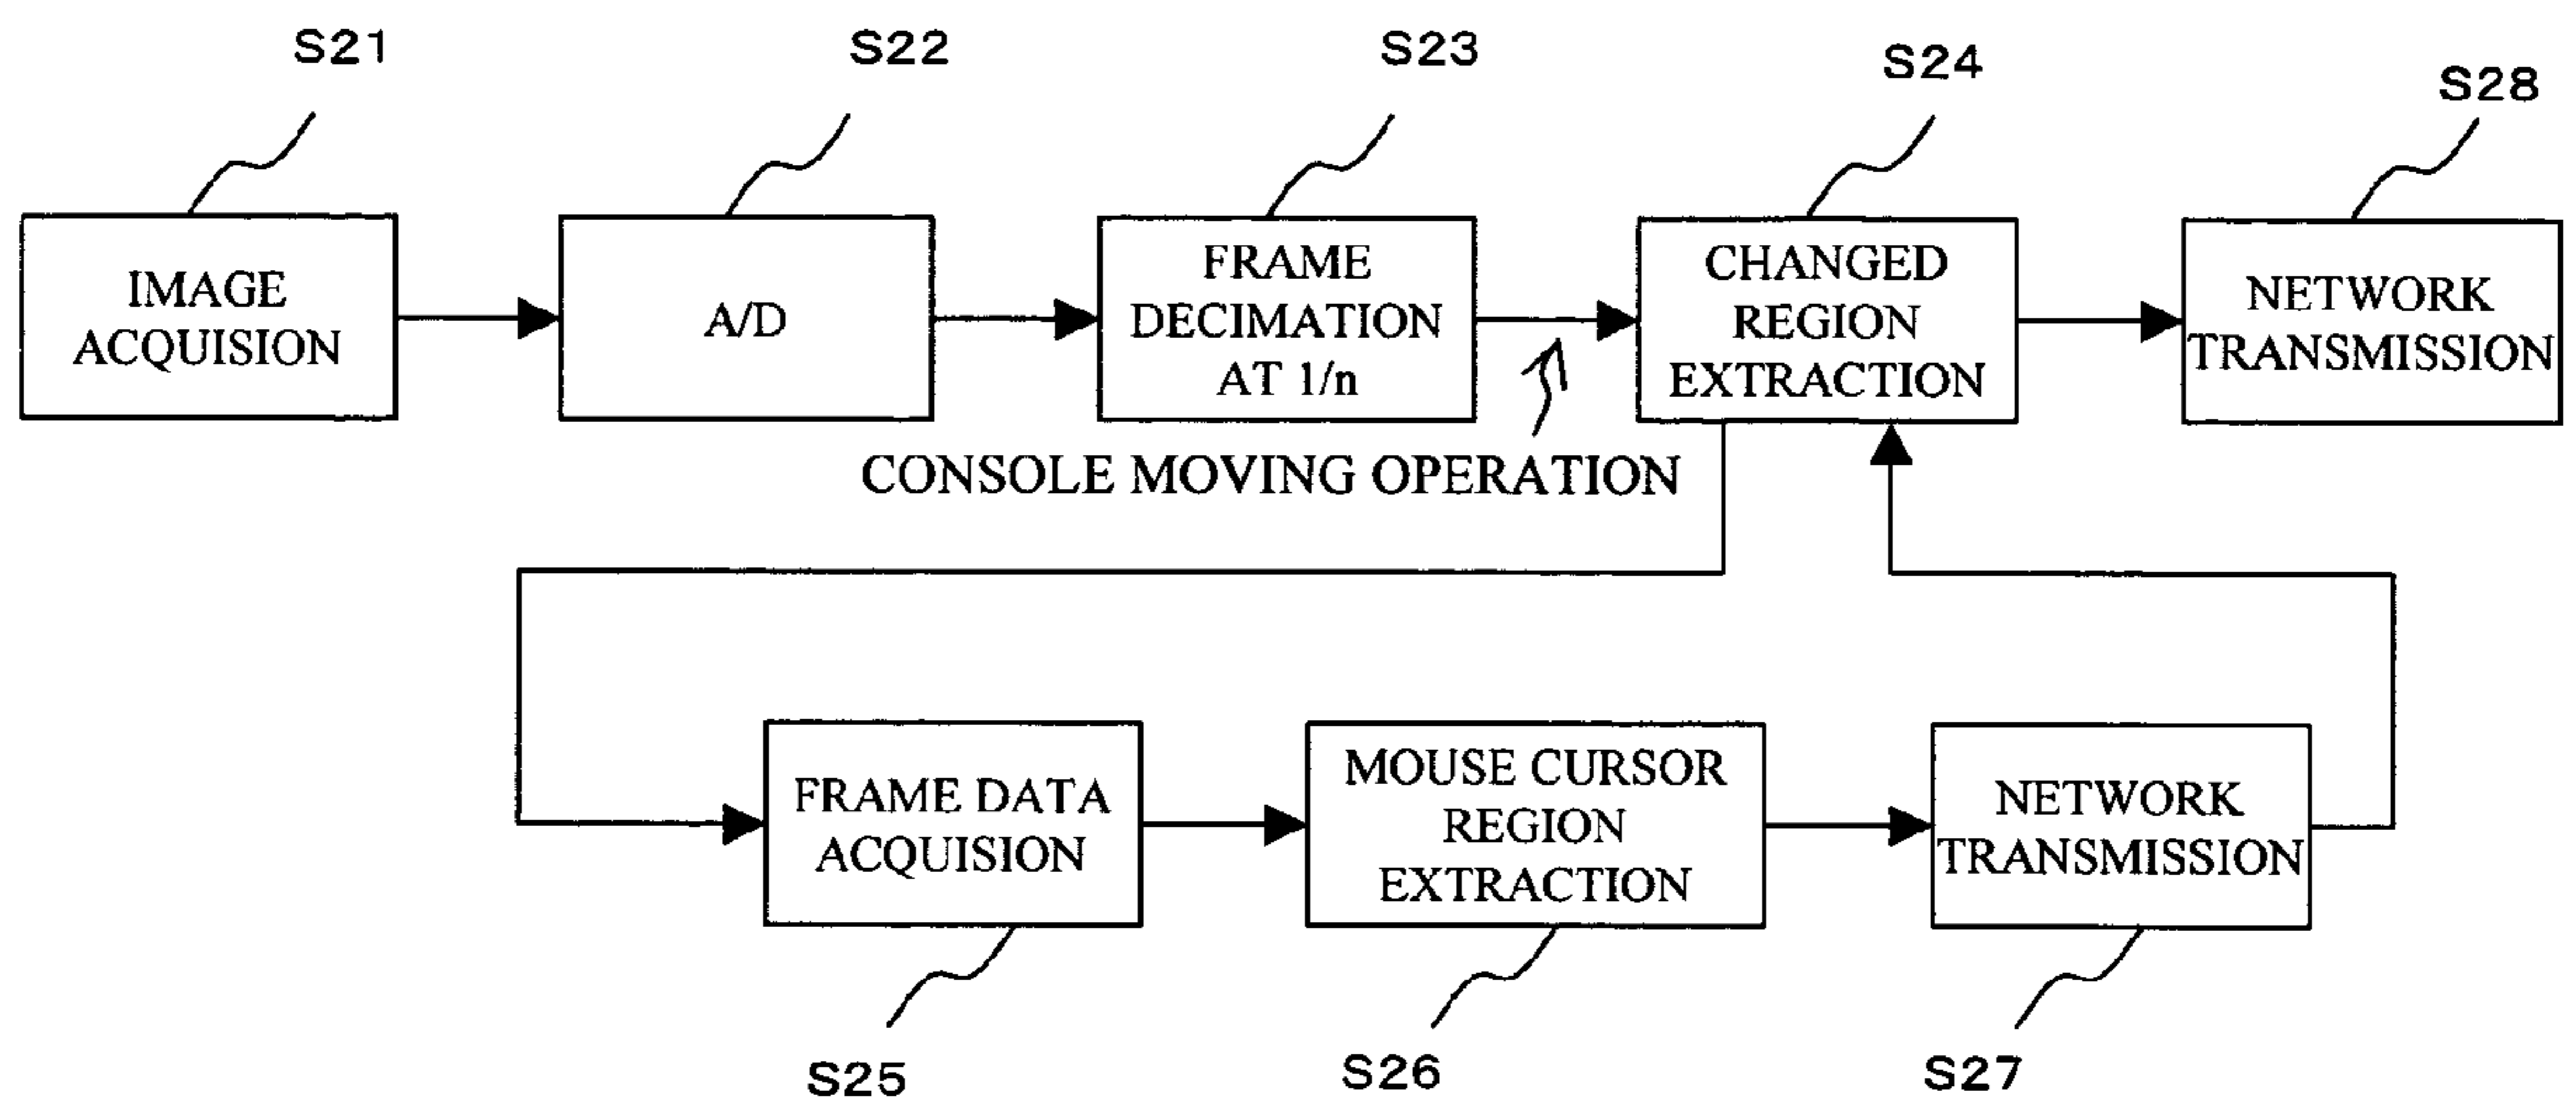 S21
S22
S23
S24
S28
IMAGE
ACQUISION
A/D
FRAME
DECIMATION
AT 1/n
CHANGED
REGION
EXTRACTION
NETWORK
TRANSMISSION
CONSOLE MOVING OPERATION
FRAME DATA
ACQUISION
MOUSE CURSOR
REGION
EXTRACTION
NETWORK
TRANSMISSION
S25
S26
S27